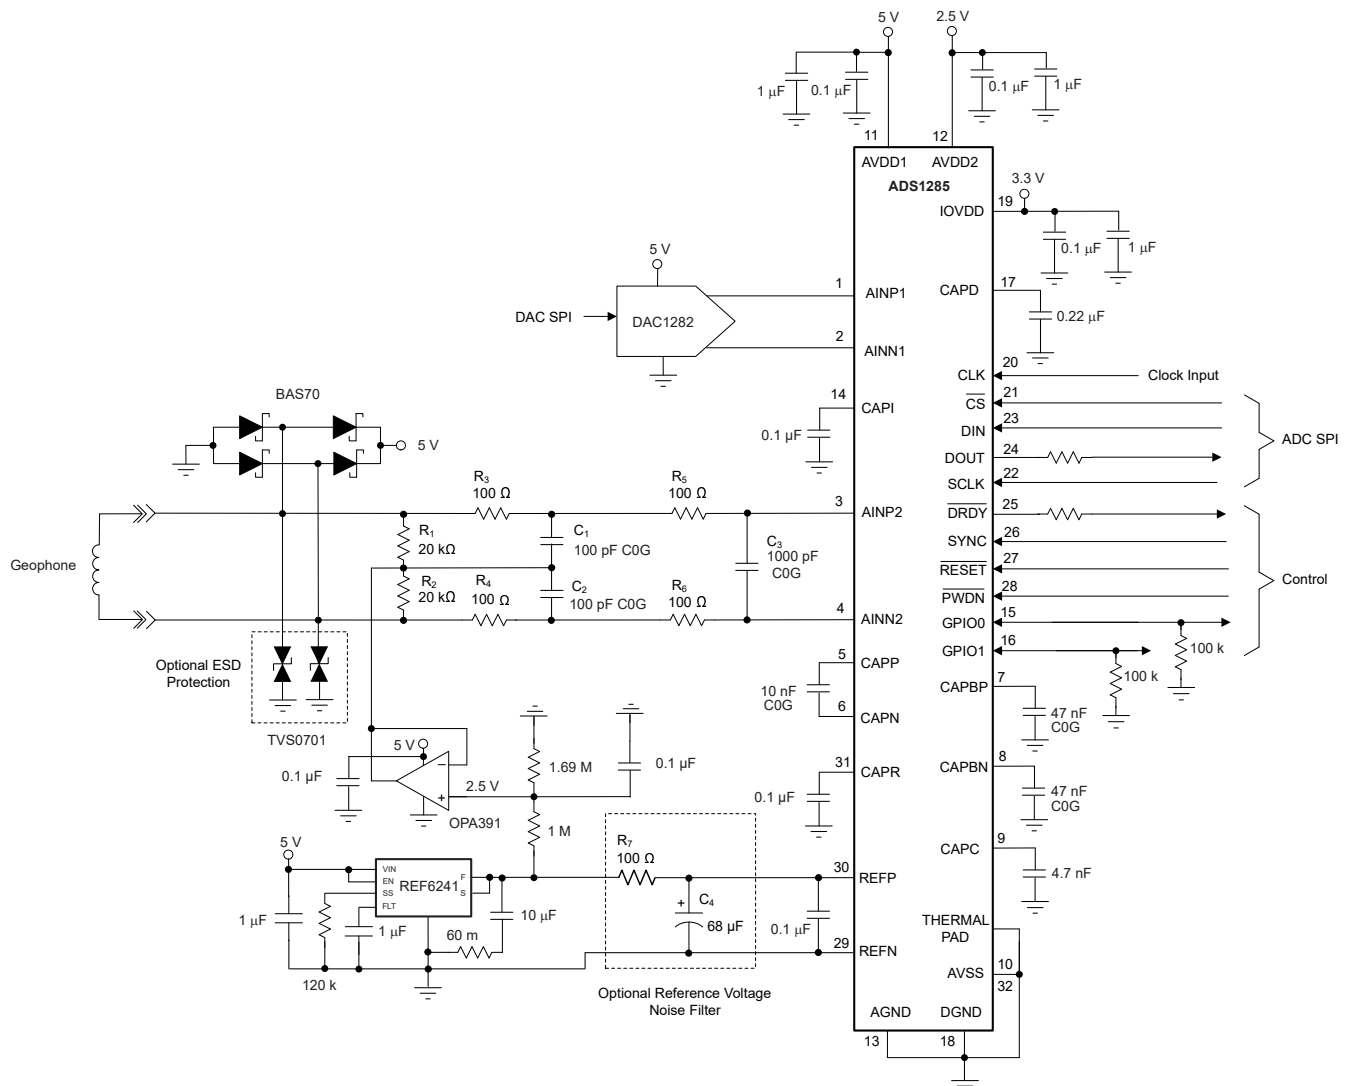 5 V
2.5 V
1 μF
0.1 μF
0.1 μF
1 μF
11
12
AVDD1
AVDD2
ADS1285
3.3 V
IOVDD
19
0.1 μF
1 μF
5 V
DAC SPI
DAC1282
1
AINP1
2
AINN1
CAPD
17
0.22 μF
CLK
20
Clock Input
CS
21
DIN
23
DOUT
24
SCLK
22
ADC SPI
DRDY
25
SYNC
26
RESET
27
PWDN
28
GPIO0
15
GPIO1
16
Control
100 k
100 k
14
CAPI
0.1 µF
BAS70
5 V
Geophone
R1
20 kΩ
R2
20 kΩ
R3
100 Ω
R4
100 Ω
C1
100 pF C0G
C2
100 pF C0G
R5
100 Ω
R6
100 Ω
C3
1000 pF
C0G
3
AINP2
4
AINN2
Optional ESD
Protection
TVS0701
5
CAPP
10 nF
C0G
6
CAPN
CAPBP
7
47 nF
C0G
CAPBN
8
47 nF
C0G
31
CAPR
0.1 µF
CAPC
9
4.7 nF
5 V
0.1 µF
−
+
2.5 V
OPA391
1.69 M
0.1 µF
1 M
5 V
1 µF
VIN
EN
SS
FLT
REF6241
F
S
120 k
1 µF
60 m
10 µF
R7
100 Ω
+
C4
68 µF
0.1 µF
Optional Reference Voltage
Noise Filter
30
REFP
29
REFN
THERMAL
PAD
AVSS
10
32
AGND
DGND
13
18